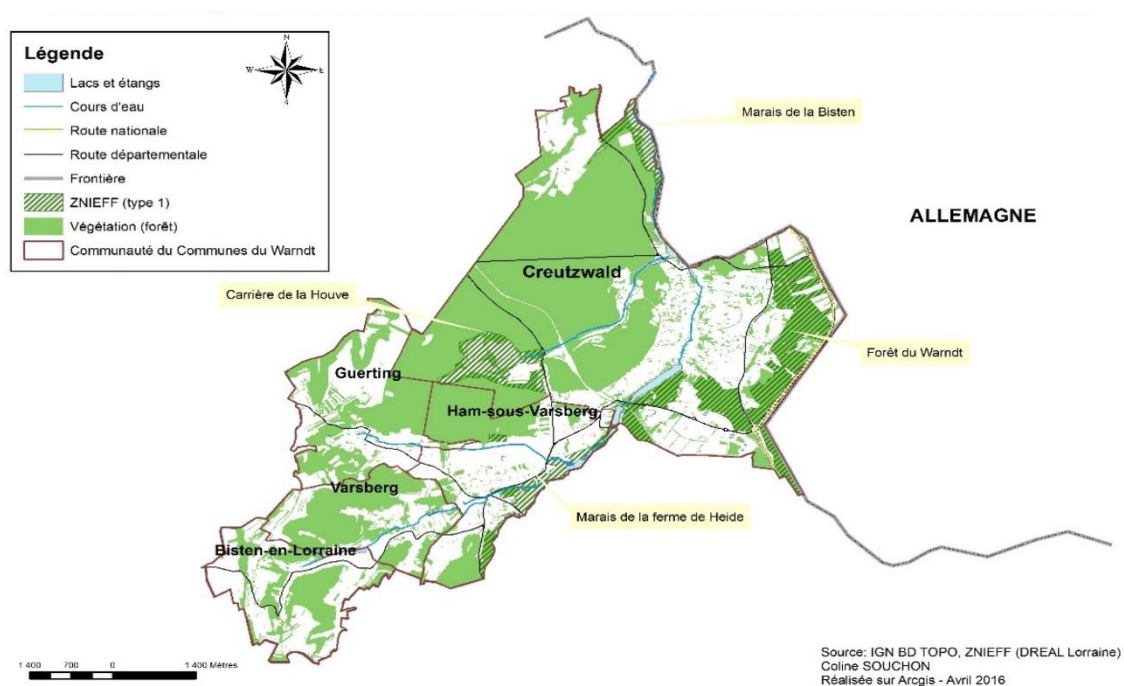 Légende
N
W
E
S
Lacs et étangs
Cours d'eau
Route nationale
Route départementale
Frontière
ZNIEFF (type 1)
Végétation (forêt)
Communauté du Communes du Warndt
Marais de la Bisten
ALLEMAGNE
Creutzwald
Carrière de la Houve
Forêt du Warndt
Guerting
Ham-sous-Varsberg
Varsberg
Marais de la ferme de Heide
Bisten-en-Lorraine
1 400 700 0 1 400 Mètres
Source: IGN BD TOPO, ZNIEFF (DREAL Lorraine)
Coline SOUCHON
Réalisée sur Arcgis - Avril 2016